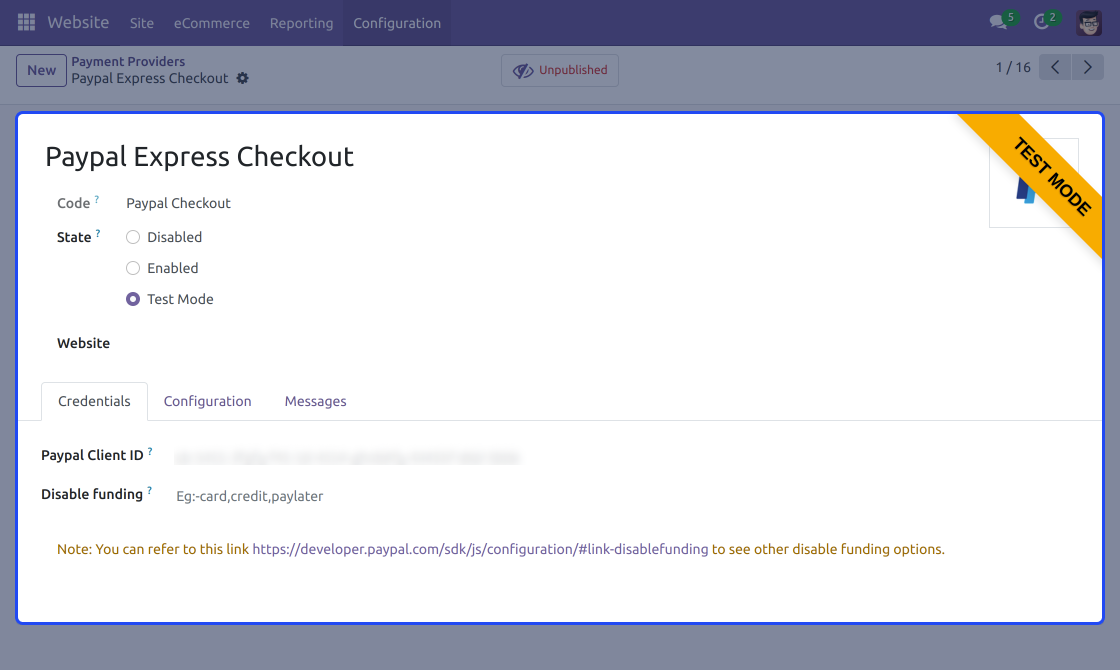 Website Site eCommerce Reporting Configuration 5 2
New Payment Providers
Paypal Express Checkout
Unpublished
1 / 16
Paypal Express Checkout
TEST MODE
Code ? Paypal Checkout
State ? Disabled
Enabled
Test Mode
Website
Credentials Configuration Messages
Paypal Client ID ?
Disable funding ? Eg:-card,credit,paylater
Note: You can refer to this link https://developer.paypal.com/sdk/js/configuration/#link-disablefunding to see other disable funding options.